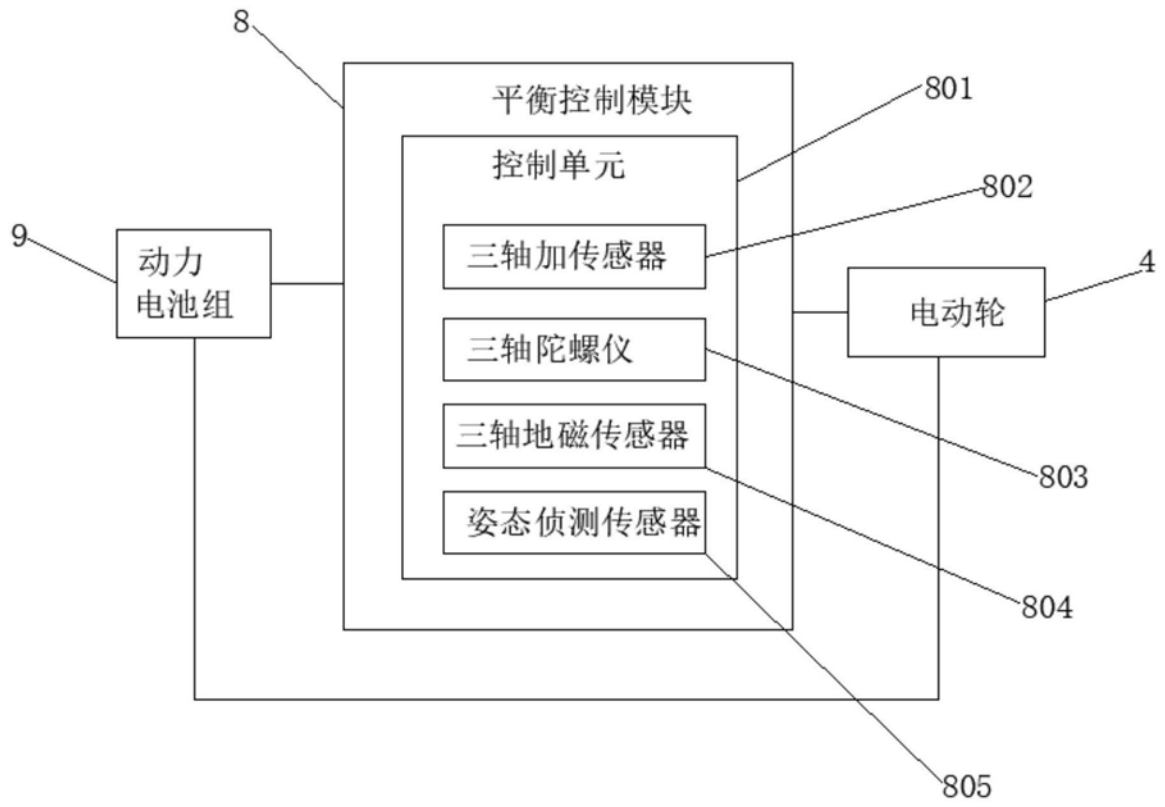 8
平衡控制模块
801
控制单元
802
三轴加传感器
9
动力
电池组
4
电动轮
三轴陀螺仪
三轴地磁传感器
803
姿态侦测传感器
804
805